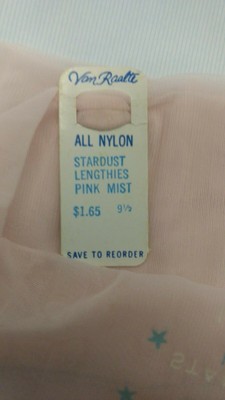 Van Raalte
ALL NYLON
STARDUST
LENGTHIES
PINK MIST
$1.65 9½
SAVE TO REORDER